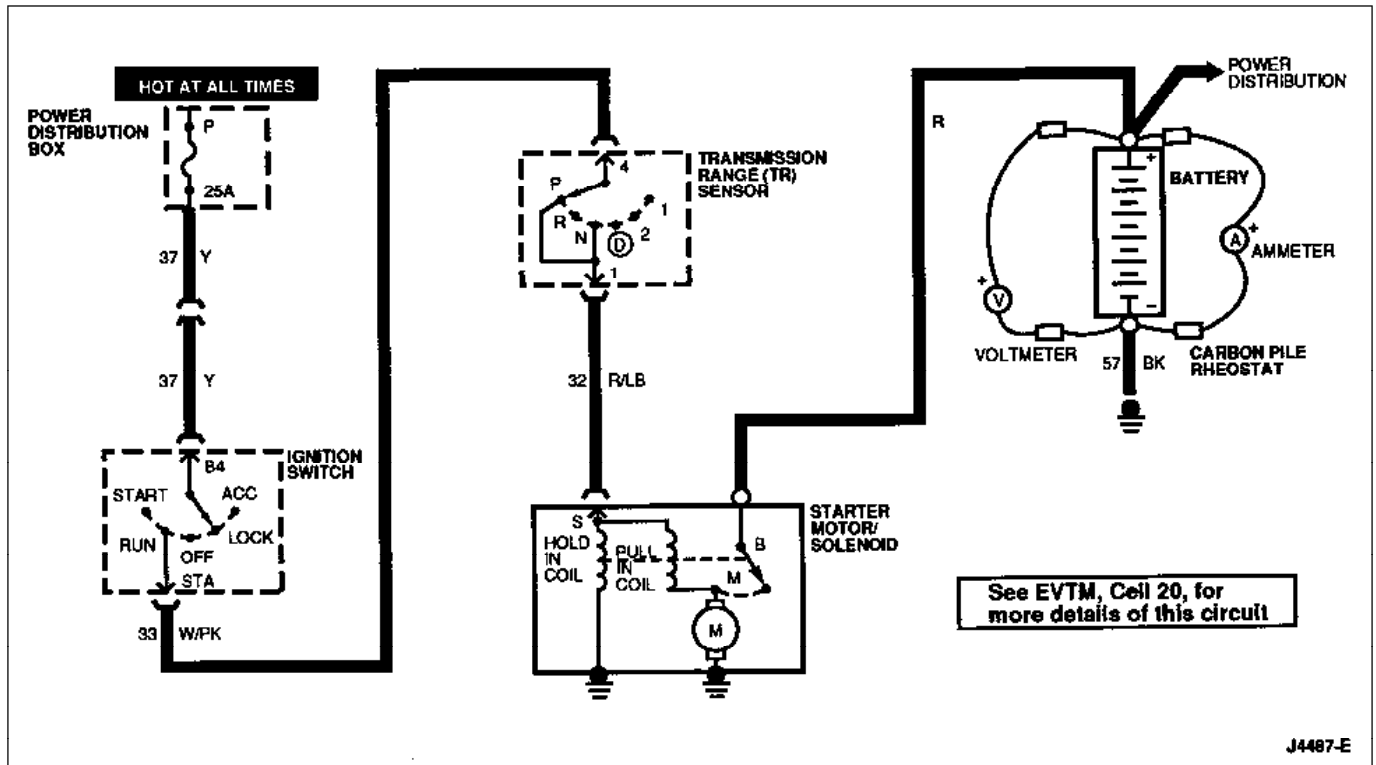 HOT AT ALL TIMES
POWER
DISTRIBUTION
BOX
P
25A
37 Y
37 Y
IGNITION
SWITCH
B4
START
ACC
RUN
OFF
LOCK
STA
33 W/PK
TRANSMISSION
RANGE (TR)
SENSOR
4
P
R
N
D
2
1
1
32 R/LB
STARTER
MOTOR/
SOLENOID
S
HOLD
IN
COIL
PULL
IN
COIL
B
M
M
R
POWER
DISTRIBUTION
+
BATTERY
-
+
A
AMMETER
+
V
VOLTMETER
CARBON PILE
RHEOSTAT
57 BK
See EVTM, Cell 20, for
more details of this circuit
J4487-E